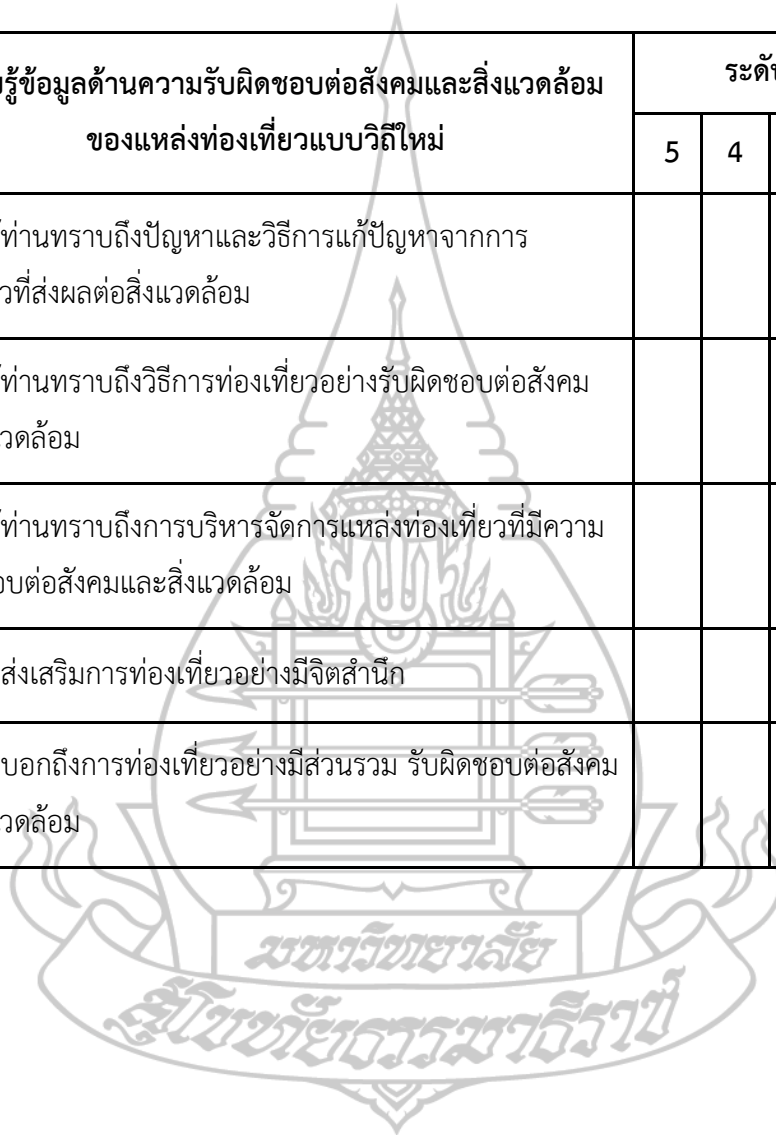 รู้ข้อมูลด้านความรับผิดชอบต่อสังคมและสิ่งแวดล้อม
ของแหล่งท่องเที่ยวแบบวิถีใหม่
5 4
ท่านทราบถึงปัญหาและวิธีการแก้ปัญหาจากการ
วที่ส่งผลต่อสิ่งแวดล้อม
ท่านทราบถึงวิธีการท่องเที่ยวอย่างรับผิดชอบต่อสังคม
วดล้อม
ท่านทราบถึงการบริหารจัดการแหล่งท่องเที่ยวที่มีความ
อบต่อสังคมและสิ่งแวดล้อม
ส่งเสริมการท่องเที่ยวอย่างมีจิตสำนึก
บอกถึงการท่องเที่ยวอย่างมีส่วนรวม รับผิดชอบต่อสังคม
วดล้อม
มหาวิทยาลัย
สุโขทัยธรรมาธิราช